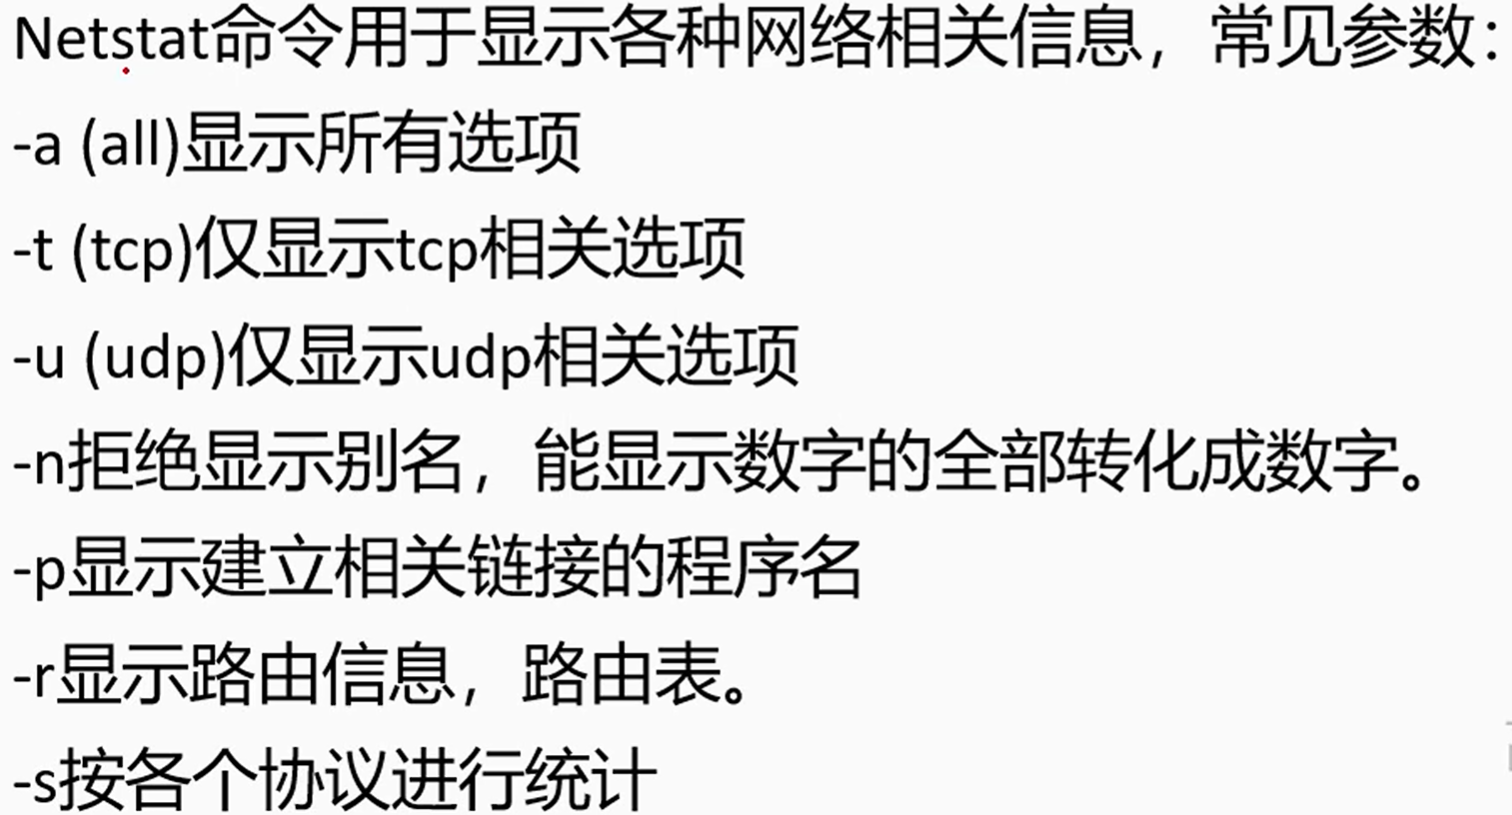 Netstat命令用于显示各种网络相关信息，常见参数：
-a (all)显示所有选项
-t (tcp)仅显示tcp相关选项
-u (udp)仅显示udp相关选项
-n拒绝显示别名，能显示数字的全部转化成数字。
-p显示建立相关链接的程序名
-r显示路由信息，路由表。
-s按各个协议进行统计